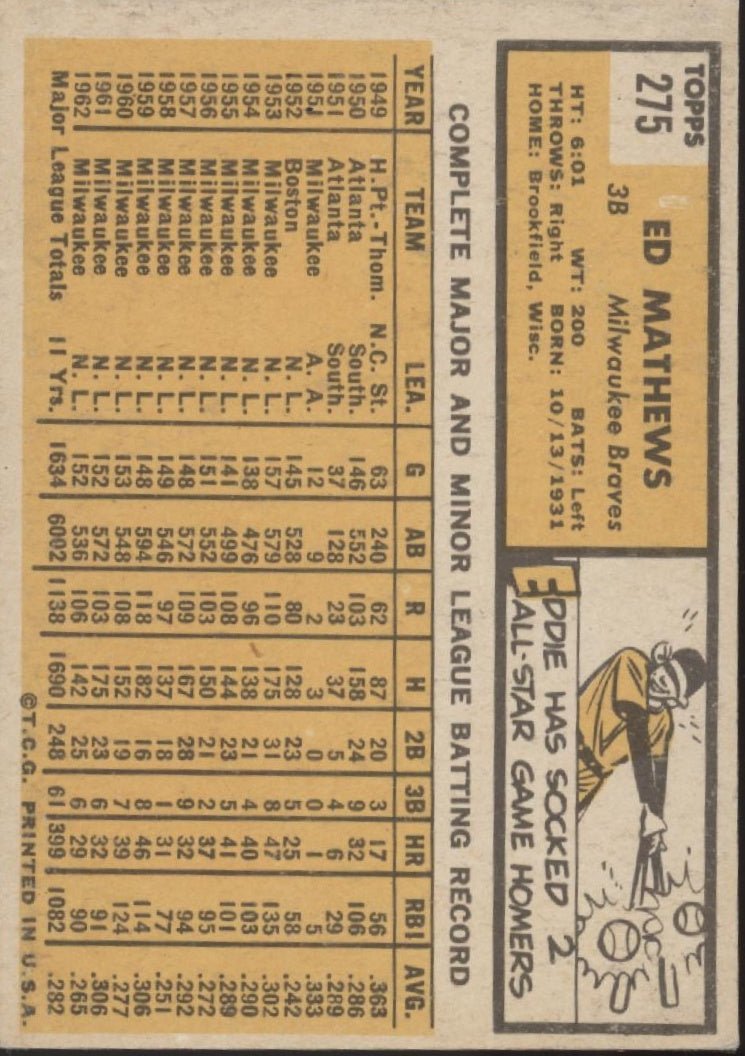 TOPPS
275
ED MATHEWS
3B Milwaukee Braves
HT: 6:01 WT: 200 BATS: Left
THROWS: Right BORN: 10/13/1931
HOME: Brookfield, Wisc.
EDDIE HAS SOCKED 2
ALL-STAR GAME HOMERS
COMPLETE MAJOR AND MINOR LEAGUE BATTING RECORD
YEAR TEAM LEA. G AB R H 2B 3B HR RBI AVG.
1949 H.Pt.-Thom. N.C. St. 63 240 62 87 20 3 17 56 .363
1950 Atlanta South. 146 552 103 158 24 9 32 106 .286
1951 Atlanta South. 37 128 23 37 5 4 6 29 .289
1951 Milwaukee A. A. 12 9 2 3 0 0 1 5 .333
1952 Boston N. L. 145 528 80 128 23 5 25 58 .242
1953 Milwaukee N. L. 157 579 110 175 31 8 47 135 .302
1954 Milwaukee N. L. 138 476 96 138 21 4 40 103 .290
1955 Milwaukee N. L. 141 499 108 144 23 5 41 101 .289
1956 Milwaukee N. L. 151 552 103 150 21 2 37 95 .272
1957 Milwaukee N. L. 148 572 109 167 28 9 32 94 .292
1958 Milwaukee N. L. 149 546 97 137 18 1 31 77 .251
1959 Milwaukee N. L. 148 594 118 182 16 8 46 114 .306
1960 Milwaukee N. L. 153 548 108 152 19 7 39 124 .277
1961 Milwaukee N. L. 152 572 103 175 23 6 32 91 .306
1962 Milwaukee N. L. 152 536 106 142 25 6 29 90 .265
Major League Totals 11 Yrs. 1634 6002 1138 1690 248 61 399 1082 .282
©T.C.G. PRINTED IN U.S.A.